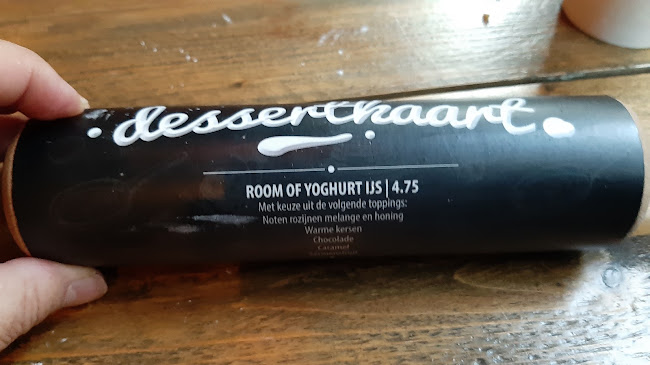 dessertkaart
ROOM OF YOGHURT IJS | 4.75
Met keuze uit de volgende toppings:
Noten rozijnen melange en honing
Warme kersen
Chocolade
Caramel